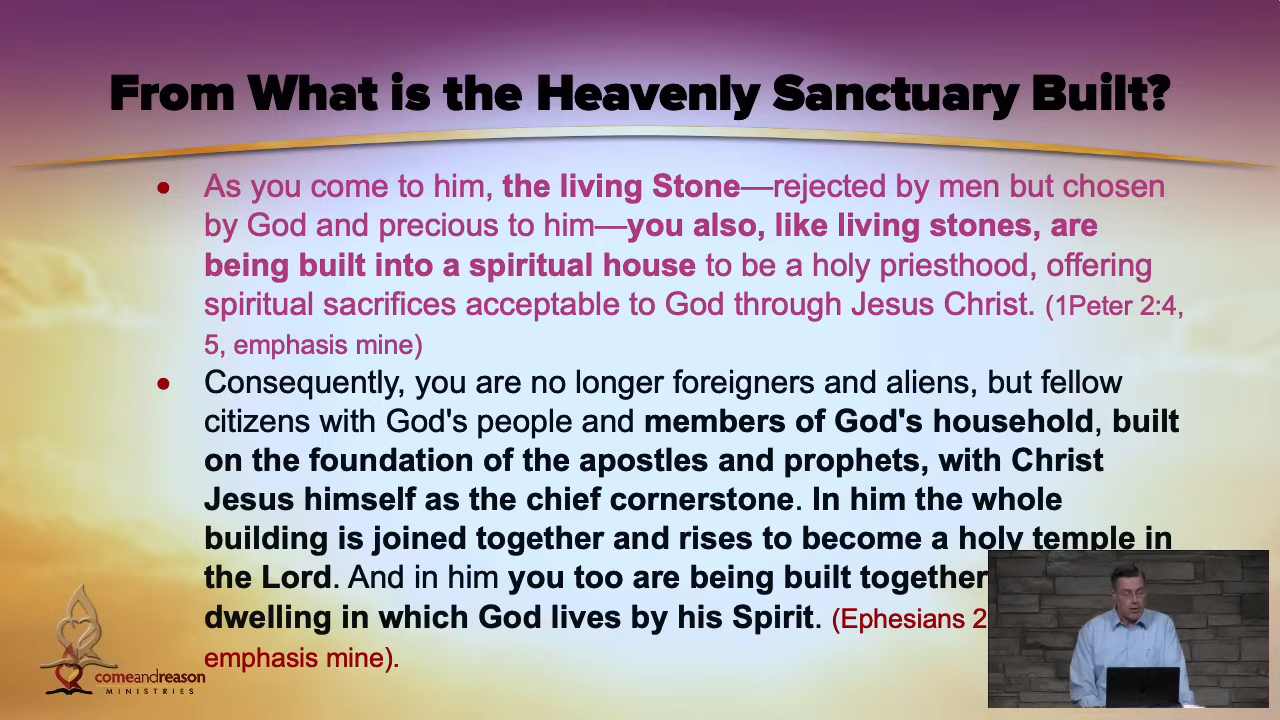 From What is the Heavenly Sanctuary Built?
• As you come to him, the living Stone—rejected by men but chosen
by God and precious to him—you also, like living stones, are
being built into a spiritual house to be a holy priesthood, offering
spiritual sacrifices acceptable to God through Jesus Christ. (1Peter 2:4,
5, emphasis mine)
• Consequently, you are no longer foreigners and aliens, but fellow
citizens with God's people and members of God's household, built
on the foundation of the apostles and prophets, with Christ
Jesus himself as the chief cornerstone. In him the whole
building is joined together and rises to become a holy temple in
the Lord. And in him you too are being built together
dwelling in which God lives by his Spirit. (Ephesians 2
emphasis mine).
comeandreason
MINISTRIES